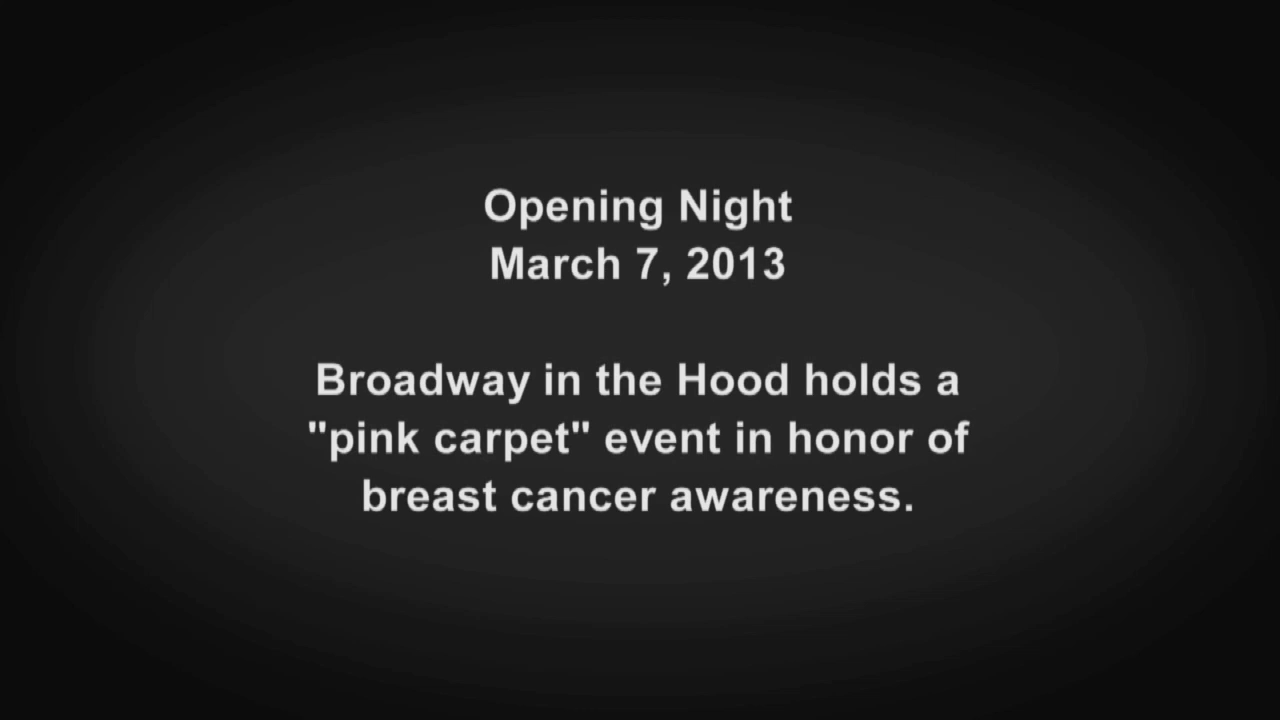 Opening Night
March 7, 2013
Broadway in the Hood holds a
"pink carpet" event in honor of
breast cancer awareness.